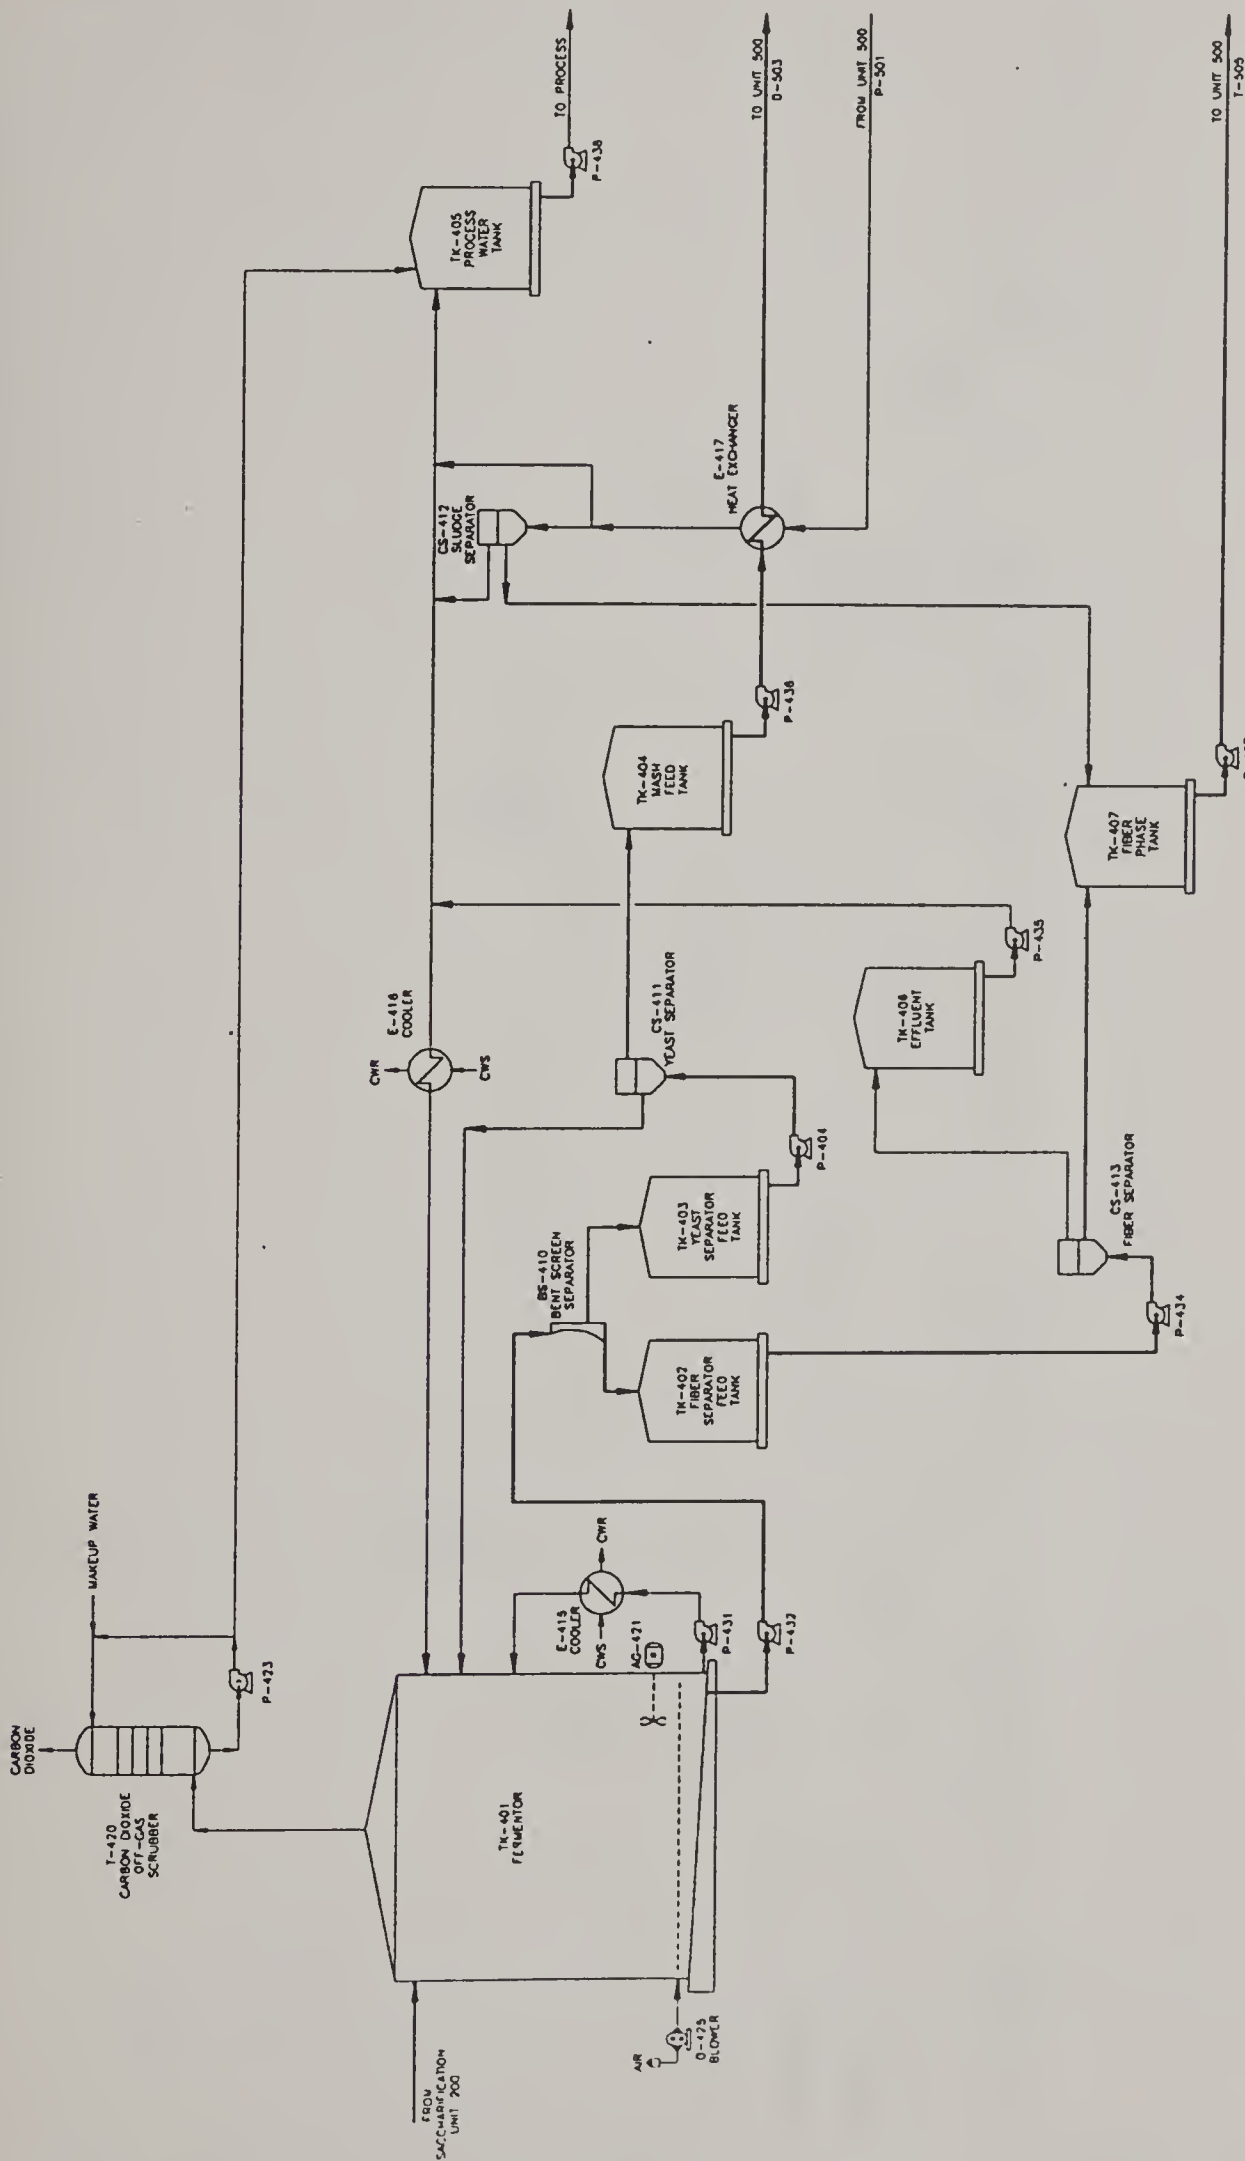 FROM
SACCHARIFICATION
UNIT 200
AIR
BLOWER
TK-401
FERMENTOR
T-420
CARBON DIOXIDE
OFF-GAS
SCRUBBER
CARBON
DIOXIDE
MAKEUP WATER
P-423
E-415
COOLER
CWS
CWR
AG-421
P-431
P-432
BS-410
BENT SCREEN
SEPARATOR
TK-402
FIBER
SEPARATOR
FEED
TANK
TK-403
YEAST
SEPARATOR
FEED
TANK
P-404
P-434
CS-411
YEAST SEPARATOR
CS-413
FIBER SEPARATOR
E-416
COOLER
CWR
CWS
TK-406
EFFLUENT
TANK
P-435
TK-404
MASH
FEED
TANK
P-436
TK-407
FIBER
PHASE
TANK
CS-412
SLUDGE
SEPARATOR
E-417
HEAT EXCHANGER
TK-405
PROCESS
WATER
TANK
P-438
TO PROCESS
TO UNIT 500
D-503
FROM UNIT 500
P-501
TO UNIT 500
T-505